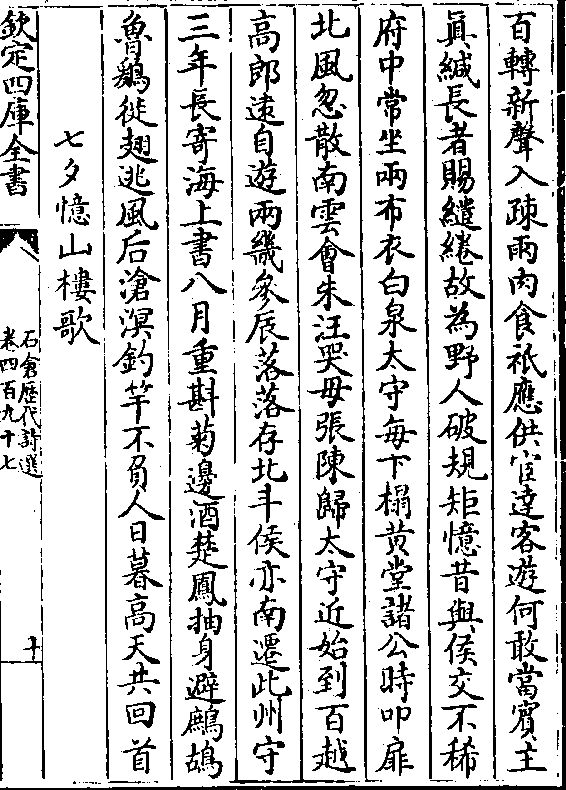 百轉新聲入疎雨肉食祇應供宦達客遊何敢當賓主
眞緘長者賜繾綣故為野人破規矩憶昔與侯交不稀
府中常坐兩布衣白泉太守每下榻黄堂諸公時叩扉
北風忽散南雲會朱汪哭母張陳歸太守近始到百越
高郎逺自遊兩畿參辰落落存北斗侯亦南遷此州守
三年長寄海上書八月重斟菊邊酒楚鳳抽身避鷓鴣
魯鷄徙翅逃風后滄溟釣竿不負人日暮高天共回首
七夕憶山樓歌
欽定四庫全書
石倉歷代詩選
卷四百九十七
十